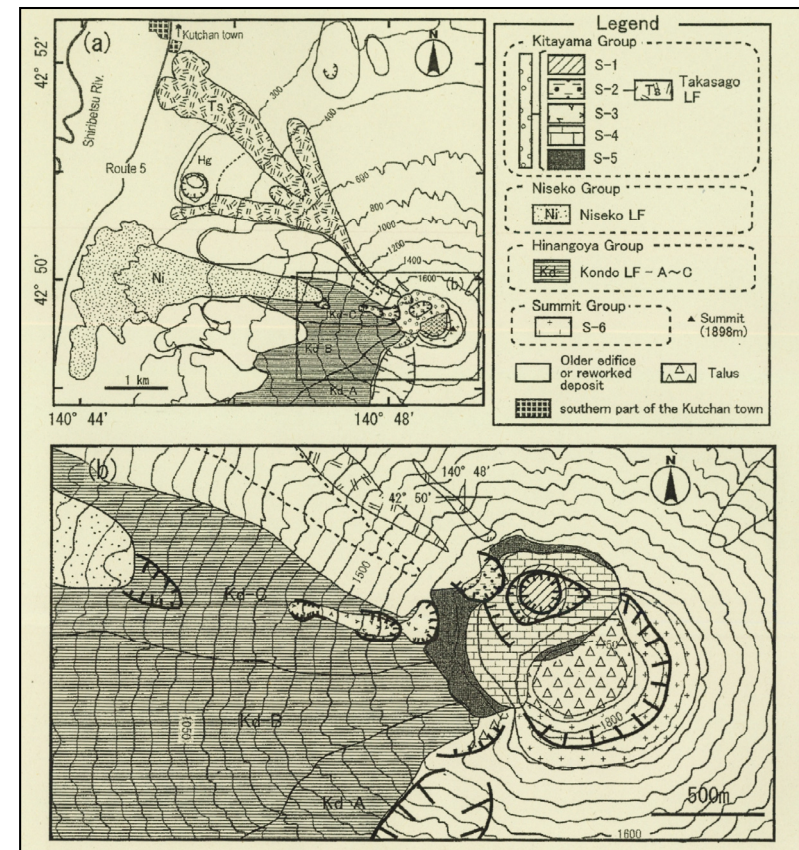 (a)
Kutchan town
N
42° 52'
Shiribetsu Riv.
300
400
Ts
Route 5
Hg
600
800
1000
1200
1400
1600
(b)
42° 50'
Ni
Kd-C
Kd-B
Kd-A
1 km
140° 44'
140° 48'
Legend
Kitayama Group
S-1
S-2
Ts
Takasago
LF
S-3
S-4
S-5
Niseko Group
Ni
Niseko LF
Hinangoya Group
Kd
Kondo LF - A~C
Summit Group
S-6
Summit
(1898m)
Older edifice
or reworked
deposit
Talus
southern part of the Kutchan town
(b)
140° 48'
N
42° 50'
1500
Kd-C
Kd-B
1050
1800
Kd-A
500m
1600